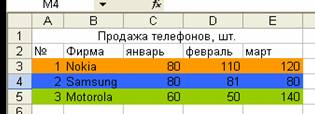 M4 fx
A B C D E
1 Продажа телефонов, шт.
2 № Фирма январь февраль март
3 1 Nokia 80 110 120
4 2 Samsung 80 81 80
5 3 Motorola 60 50 140
6